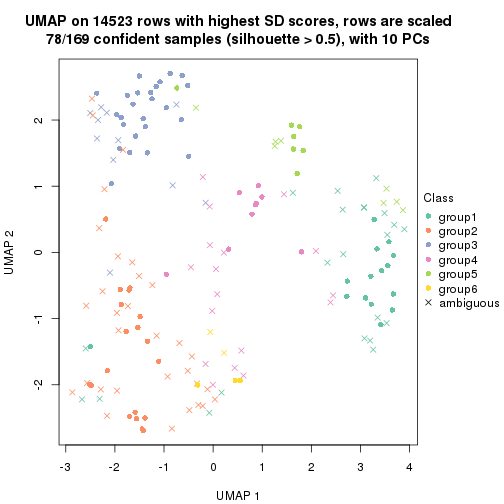 UMAP on 14523 rows with highest SD scores, rows are scaled
78/169 confident samples (silhouette > 0.5), with 10 PCs
UMAP 2
2
1
0
-1
-2
-3
-2
-1
0
1
2
3
4
UMAP 1
Class
group1
group2
group3
group4
group5
group6
ambiguous